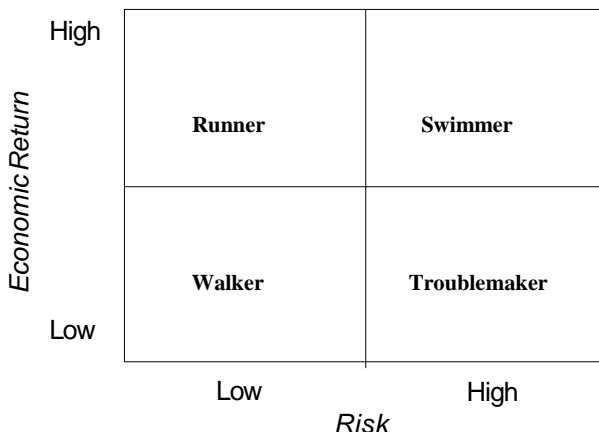 High
Runner
Swimmer
Economic Return
Walker
Troublemaker
Low
Low
High
Risk